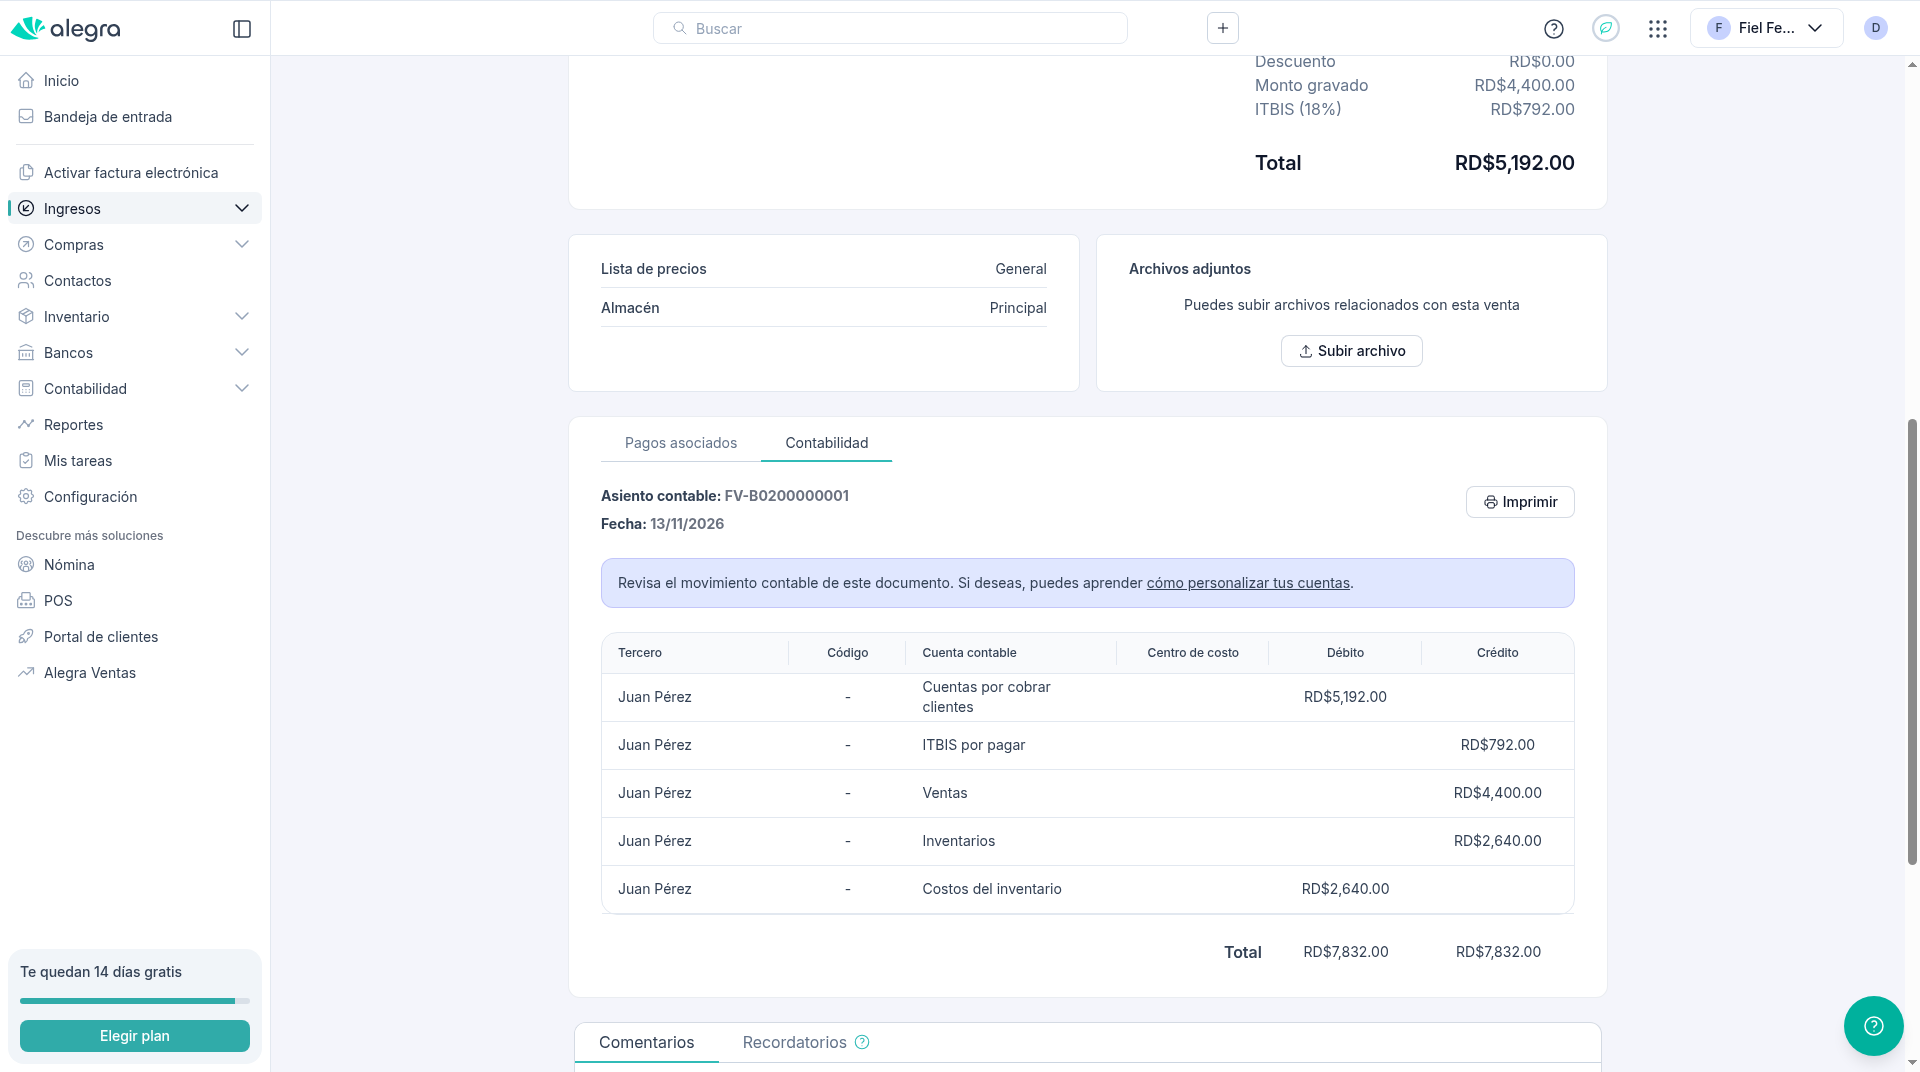 alegra
Buscar
F
Fiel Fe...
D
Inicio
Bandeja de entrada
Activar factura electrónica
Ingresos
Compras
Contactos
Inventario
Bancos
Contabilidad
Reportes
Mis tareas
Configuración
Descubre más soluciones
Nómina
POS
Portal de clientes
Alegra Ventas
Te quedan 14 días gratis
Elegir plan
Descuento RD$0.00
Monto gravado RD$4,400.00
ITBIS (18%) RD$792.00
Total RD$5,192.00
Lista de precios General
Almacén Principal
Archivos adjuntos
Puedes subir archivos relacionados con esta venta
Subir archivo
Pagos asociados Contabilidad
Asiento contable: FV-B0200000001
Fecha: 13/11/2026
Imprimir
Revisa el movimiento contable de este documento. Si deseas, puedes aprender cómo personalizar tus cuentas.
Tercero Código Cuenta contable Centro de costo Débito Crédito
Juan Pérez - Cuentas por cobrar clientes RD$5,192.00
Juan Pérez - ITBIS por pagar RD$792.00
Juan Pérez - Ventas RD$4,400.00
Juan Pérez - Inventarios RD$2,640.00
Juan Pérez - Costos del inventario RD$2,640.00
Total RD$7,832.00 RD$7,832.00
Comentarios Recordatorios